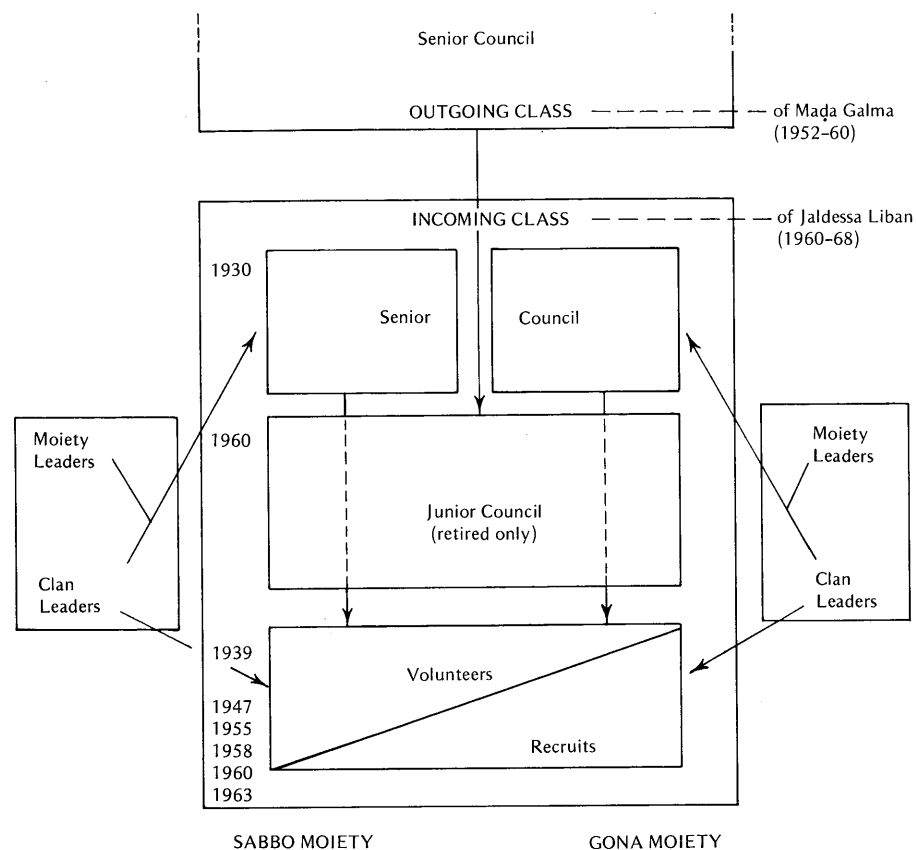 Senior Council
OUTGOING CLASS
of Mada Galma
(1952–60)
INCOMING CLASS
of Jaldessa Liban
(1960–68)
1930
Senior
Council
Moiety
Leaders
1960
Moiety
Leaders
Junior Council
(retired only)
Clan
Leaders
Clan
Leaders
1939
Volunteers
1947
1955
1958
Recruits
1960
1963
SABBO MOIETY
GONA MOIETY